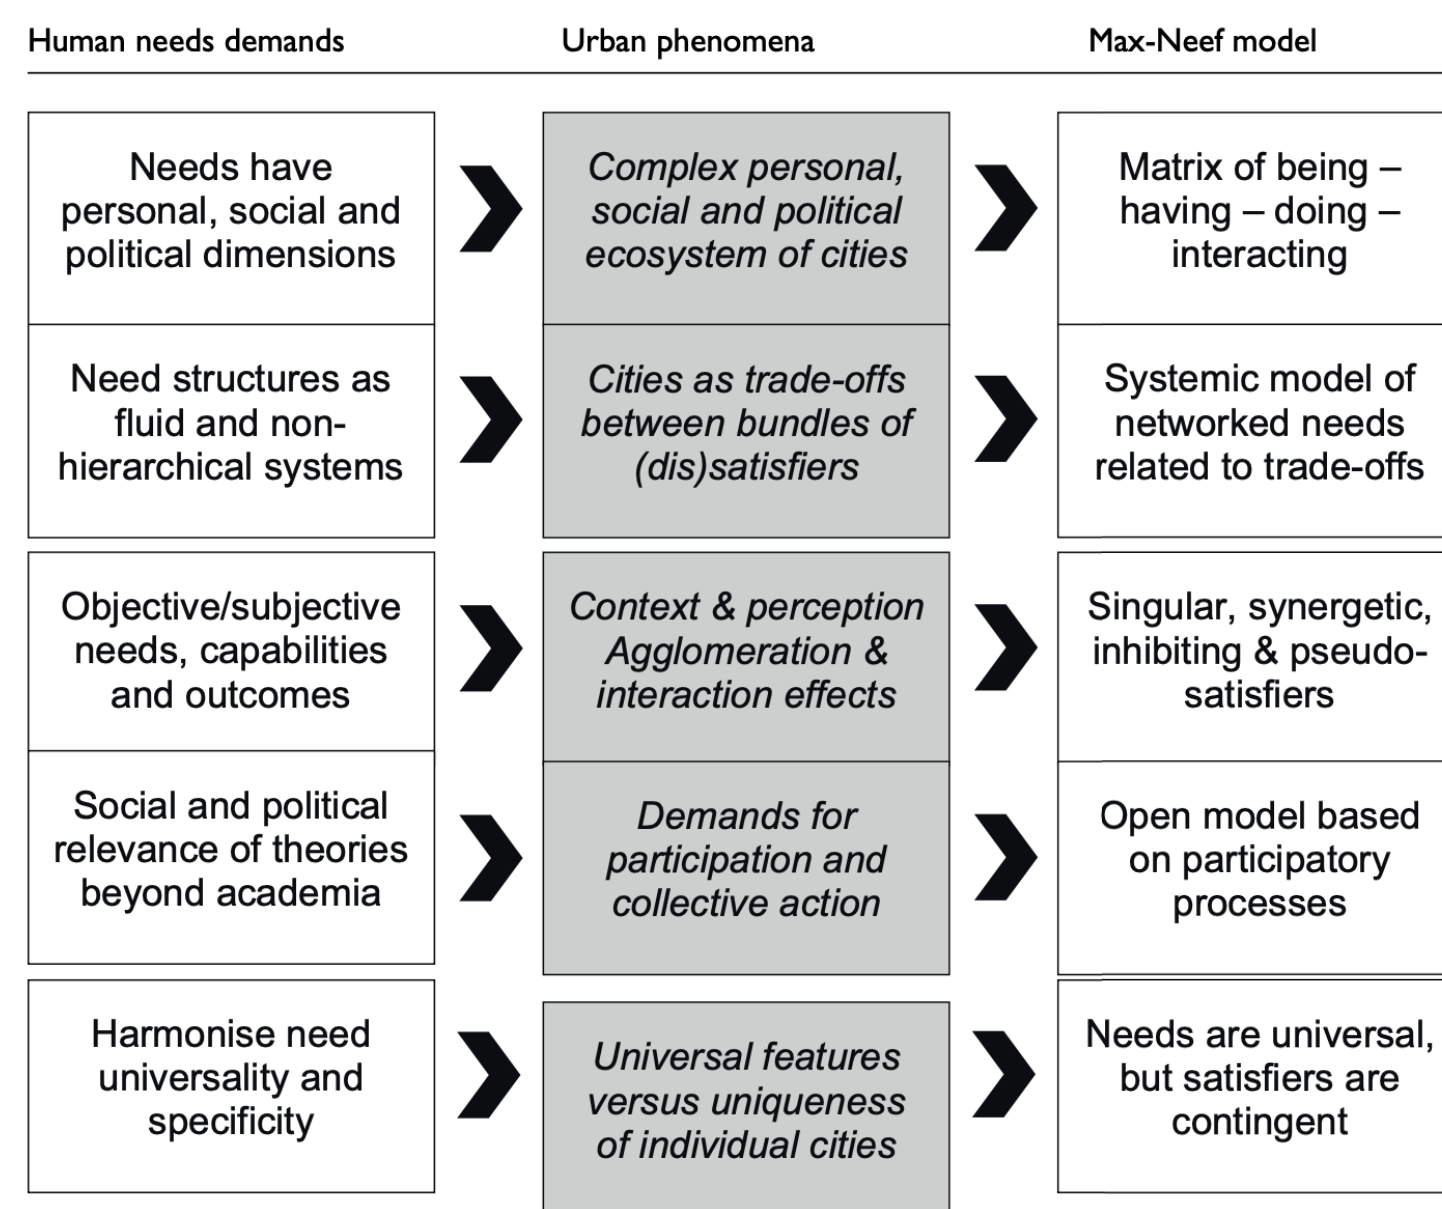 Human needs demands
Urban phenomena
Max-Neef model
Needs have
personal, social and
political dimensions
Complex personal,
social and political
ecosystem of cities
Matrix of being –
having – doing –
interacting
Need structures as
fluid and non-
hierarchical systems
Cities as trade-offs
between bundles of
(dis)satisfiers
Systemic model of
networked needs
related to trade-offs
Objective/subjective
needs, capabilities
and outcomes
Context & perception
Agglomeration &
interaction effects
Singular, synergetic,
inhibiting & pseudo-
satisfiers
Social and political
relevance of theories
beyond academia
Demands for
participation and
collective action
Open model based
on participatory
processes
Harmonise need
universality and
specificity
Universal features
versus uniqueness
of individual cities
Needs are universal,
but satisfiers are
contingent